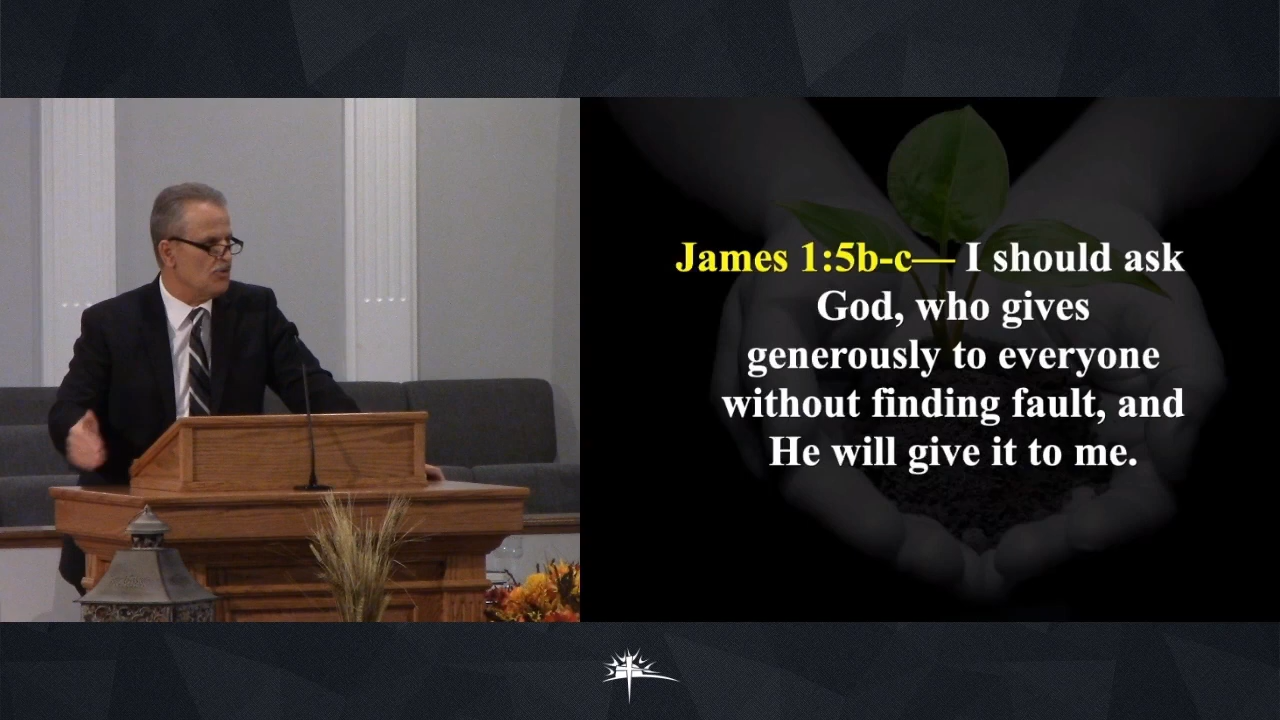 James 1:5b-c— I should ask
God, who gives
generously to everyone
without finding fault, and
He will give it to me.